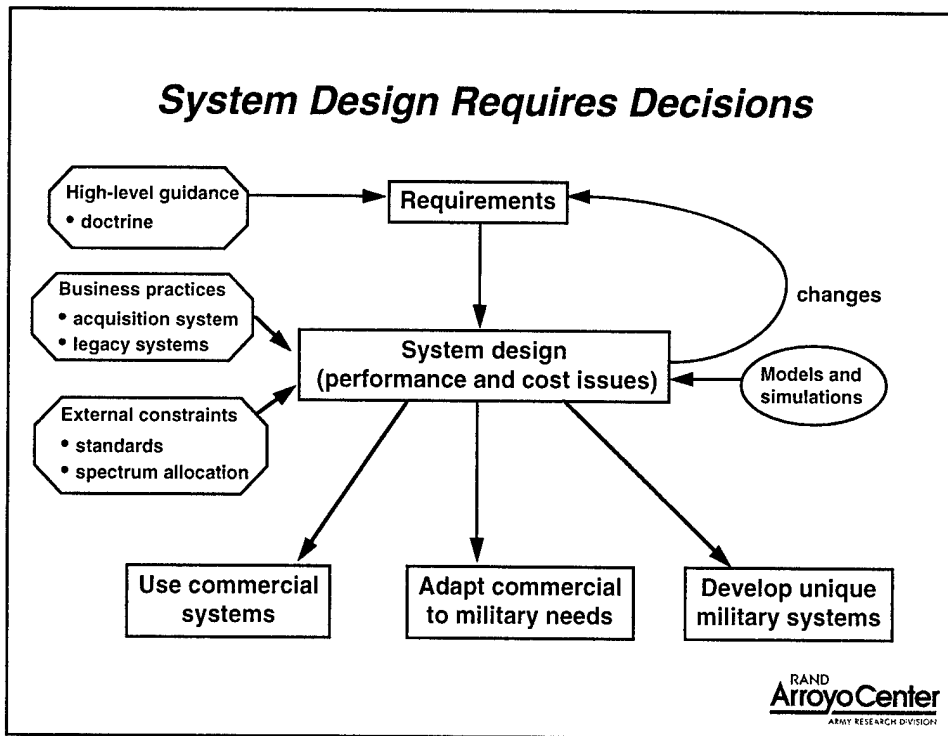 System Design Requires Decisions
High-level guidance
• doctrine
Requirements
Business practices
• acquisition system
• legacy systems
changes
System design
(performance and cost issues)
Models and
simulations
External constraints
• standards
• spectrum allocation
Use commercial
systems
Adapt commercial
to military needs
Develop unique
military systems
RAND
Arroyo Center
ARMY RESEARCH DIVISION